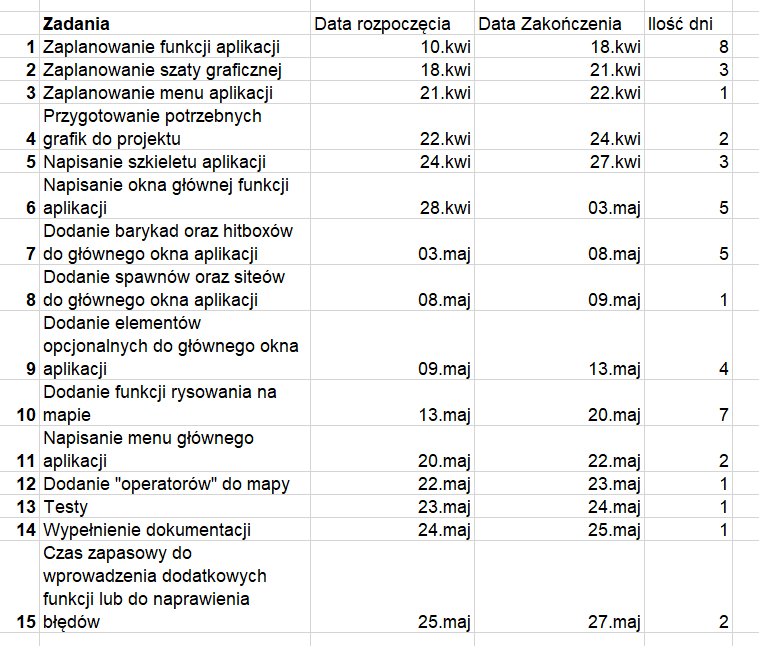 Zadania Data rozpoczęcia Data Zakończenia Ilość dni
1 Zaplanowanie funkcji aplikacji 10.kwi 18.kwi 8
2 Zaplanowanie szaty graficznej 18.kwi 21.kwi 3
3 Zaplanowanie menu aplikacji 21.kwi 22.kwi 1
Przygotowanie potrzebnych
4 grafik do projektu 22.kwi 24.kwi 2
5 Napisanie szkieletu aplikacji 24.kwi 27.kwi 3
Napisanie okna głównej funkcji
6 aplikacji 28.kwi 03.maj 5
Dodanie barykad oraz hitboxów
7 do głównego okna aplikacji 03.maj 08.maj 5
Dodanie spawnów oraz siteów
8 do głównego okna aplikacji 08.maj 09.maj 1
Dodanie elementów
opcjonalnych do głównego okna
9 aplikacji 09.maj 13.maj 4
Dodanie funkcji rysowania na
10 mapie 13.maj 20.maj 7
Napisanie menu głównego
11 aplikacji 20.maj 22.maj 2
12 Dodanie "operatorów" do mapy 22.maj 23.maj 1
13 Testy 23.maj 24.maj 1
14 Wypełnienie dokumentacji 24.maj 25.maj 1
Czas zapasowy do
wprowadzenia dodatkowych
funkcji lub do naprawienia
15 błędów 25.maj 27.maj 2